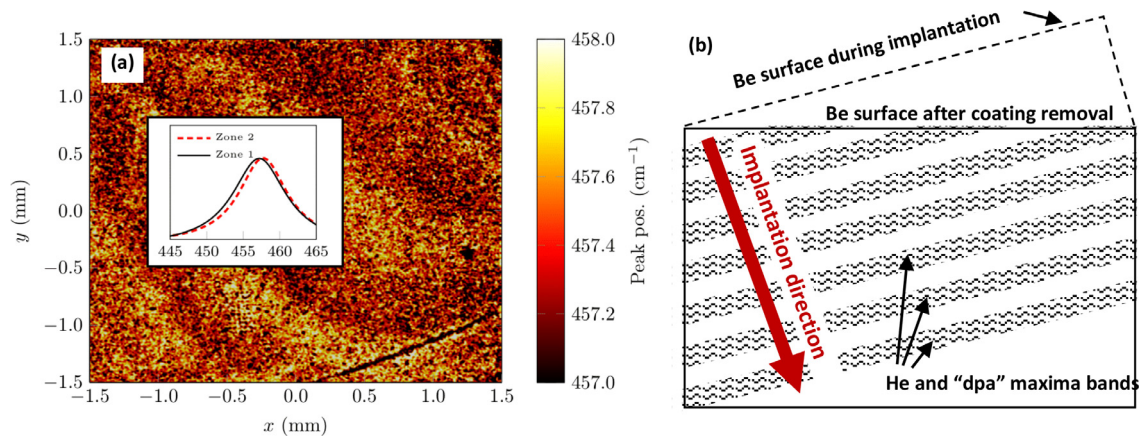 (a)
1.5
1.0
0.5
0.0
−0.5
−1.0
−1.5
y (mm)
−1.5
−1.0
−0.5
0.0
0.5
1.0
1.5
x (mm)
Zone 2
Zone 1
445
450
455
460
465
458.0
457.8
457.6
457.4
457.2
457.0
Peak pos. (cm⁻¹)
(b)
Be surface during implantation
Be surface after coating removal
Implantation direction
He and “dpa” maxima bands